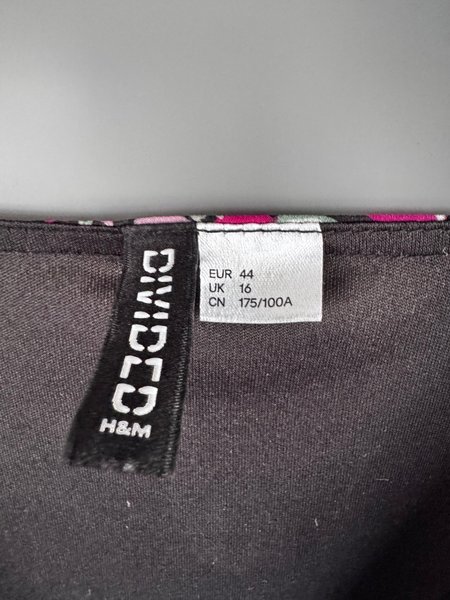 DIVIDED
H&M
EUR 44
UK 16
CN 175/100A